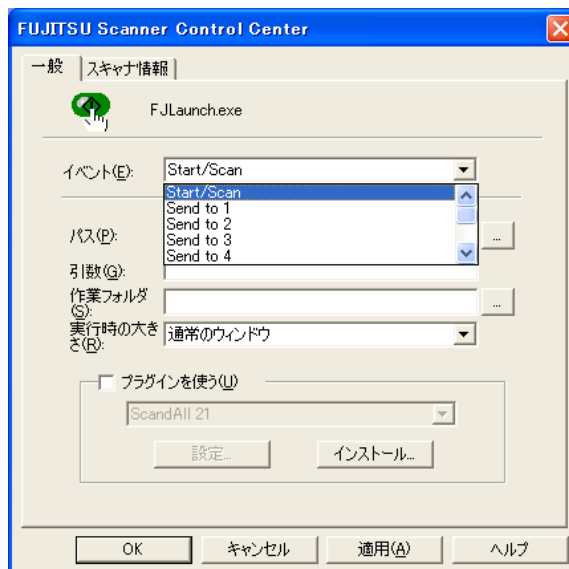 FUJITSU Scanner Control Center
一般
スキャナ情報
FJLaunch.exe
イベント(E):
Start/Scan
Start/Scan
Send to 1
Send to 2
Send to 3
Send to 4
パス(P):
...
引数(G):
作業フォルダ
(S):
...
実行時の大き
さ(R):
通常のウィンドウ
プラグインを使う(U)
ScandAll 21
設定...
インストール...
OK
キャンセル
適用(A)
ヘルプ